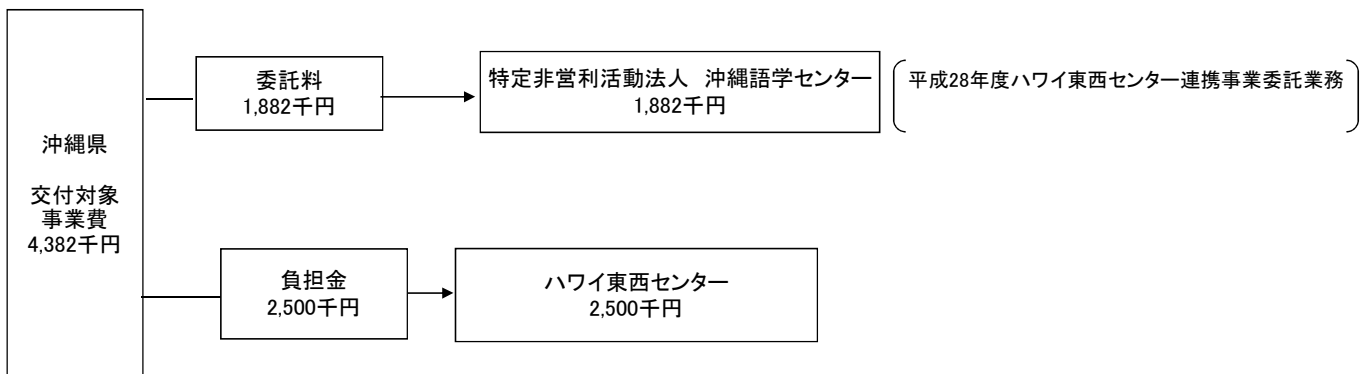 沖縄県
交付対象
事業費
4,382千円
委託料
1,882千円
特定非営利活動法人 沖縄語学センター
1,882千円
平成28年度ハワイ東西センター連携事業委託業務
負担金
2,500千円
ハワイ東西センター
2,500千円